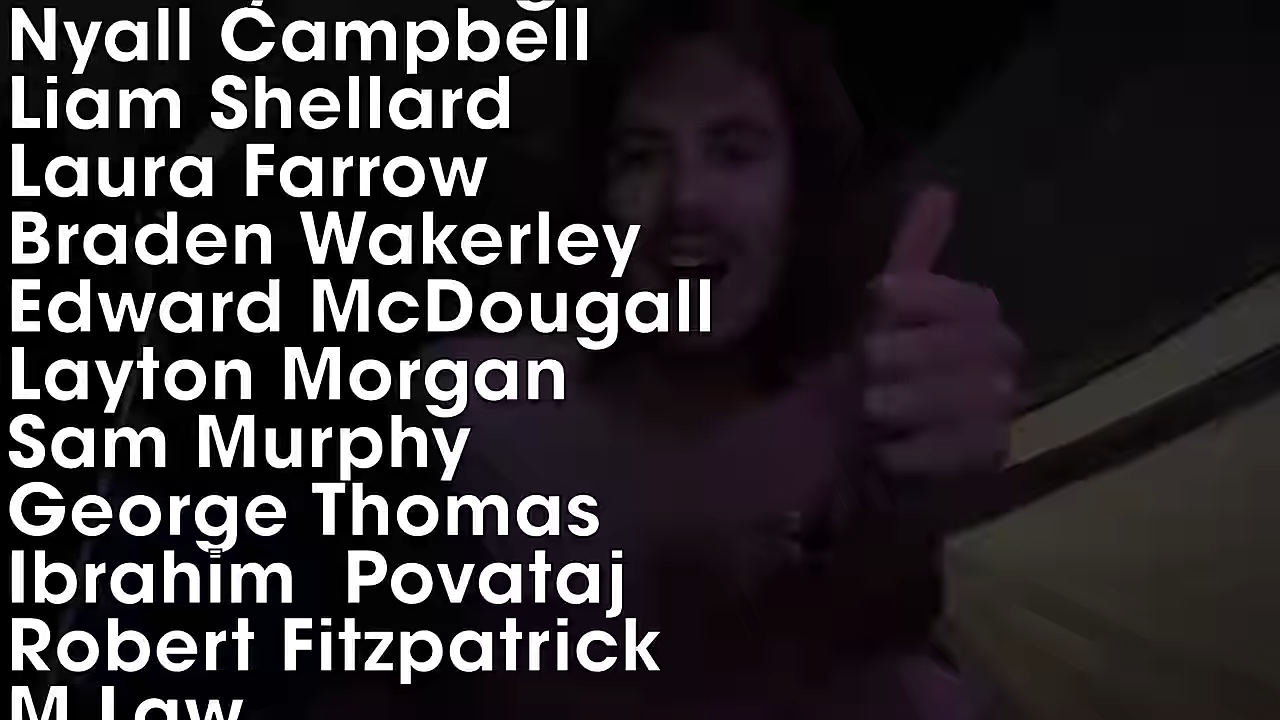 Nyall Campbell
Liam Shellard
Laura Farrow
Braden Wakerley
Edward McDougall
Layton Morgan
Sam Murphy
George Thomas
Ibrahim  Povataj
Robert Fitzpatrick
M Law